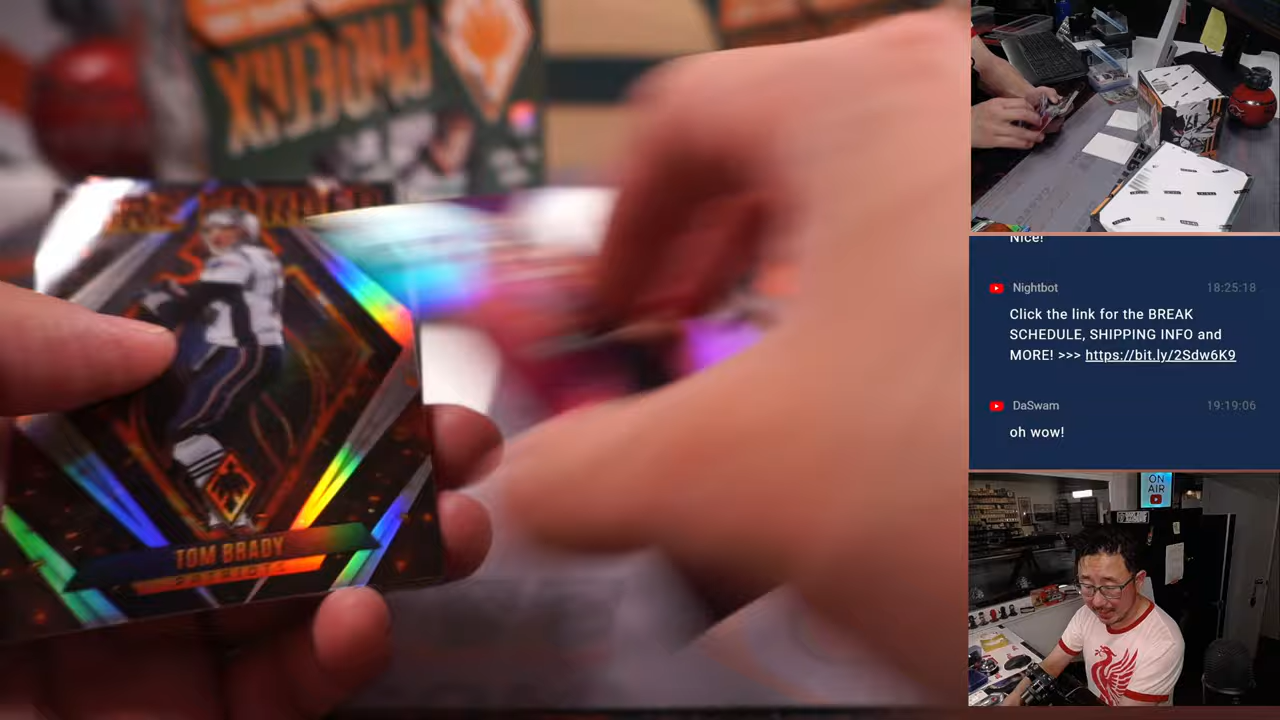 PHOENIX
TOM BRADY
PATRIOTS
Nice!
Nightbot
18:25:18
Click the link for the BREAK
SCHEDULE, SHIPPING INFO and
MORE! >>> https://bit.ly/2Sdw6K9
DaSwam
19:19:06
oh wow!
ON
AIR